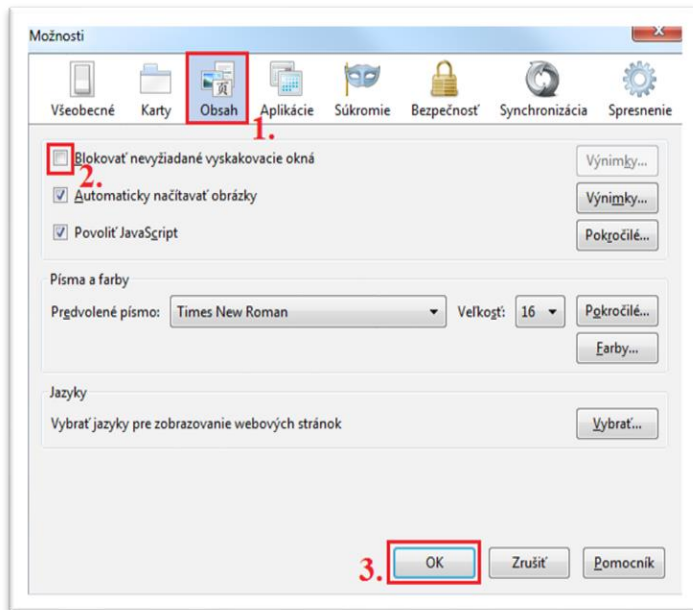 Možnosti
Všeobecné Karty Obsah Aplikácie Súkromie Bezpečnosť Synchronizácia Spresnenie
1.
Blokovať nevyžiadané vyskakovacie okná Výnimky...
2.
Automaticky načítavať obrázky Výnimky...
Povoliť JavaScript Pokročilé...
Písma a farby
Predvolené písmo: Times New Roman Veľkosť: 16 Pokročilé...
Farby...
Jazyky
Vybrať jazyky pre zobrazovanie webových stránok Vybrať...
3. OK Zrušiť Pomocník